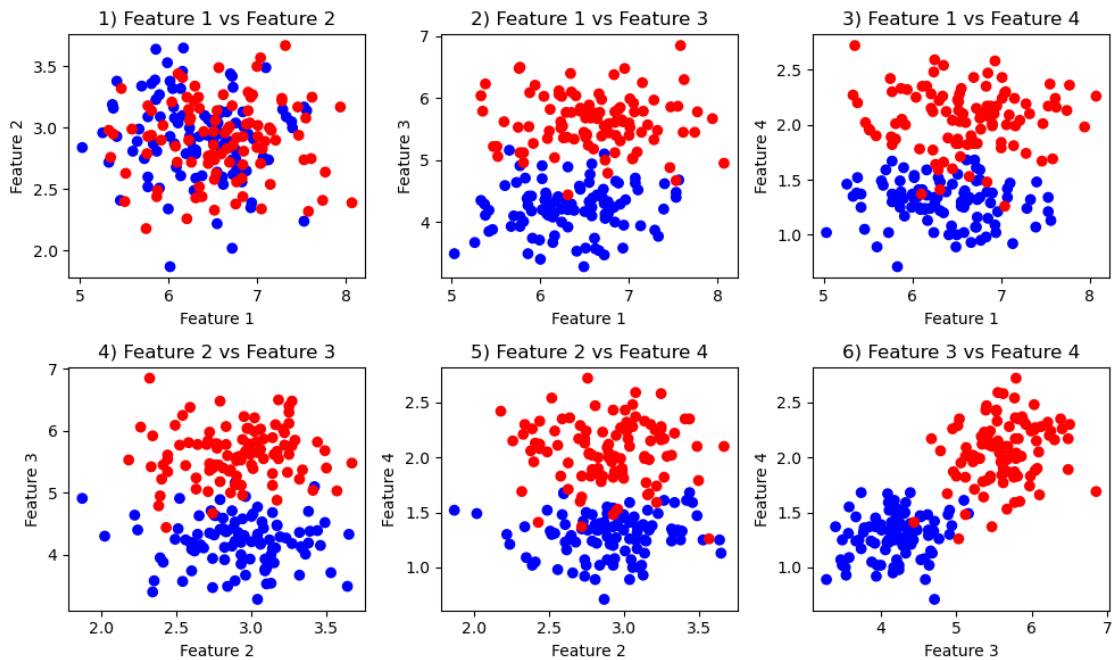 1) Feature 1 vs Feature 2
3.5
3.0
2.5
2.0
Feature 2
5 6 7 8
Feature 1
2) Feature 1 vs Feature 3
7
6
5
4
Feature 3
5 6 7 8
Feature 1
3) Feature 1 vs Feature 4
2.5
2.0
1.5
1.0
Feature 4
5 6 7 8
Feature 1
4) Feature 2 vs Feature 3
7
6
5
4
Feature 3
2.0 2.5 3.0 3.5
Feature 2
5) Feature 2 vs Feature 4
2.5
2.0
1.5
1.0
Feature 4
2.0 2.5 3.0 3.5
Feature 2
6) Feature 3 vs Feature 4
2.5
2.0
1.5
1.0
Feature 4
4 5 6 7
Feature 3